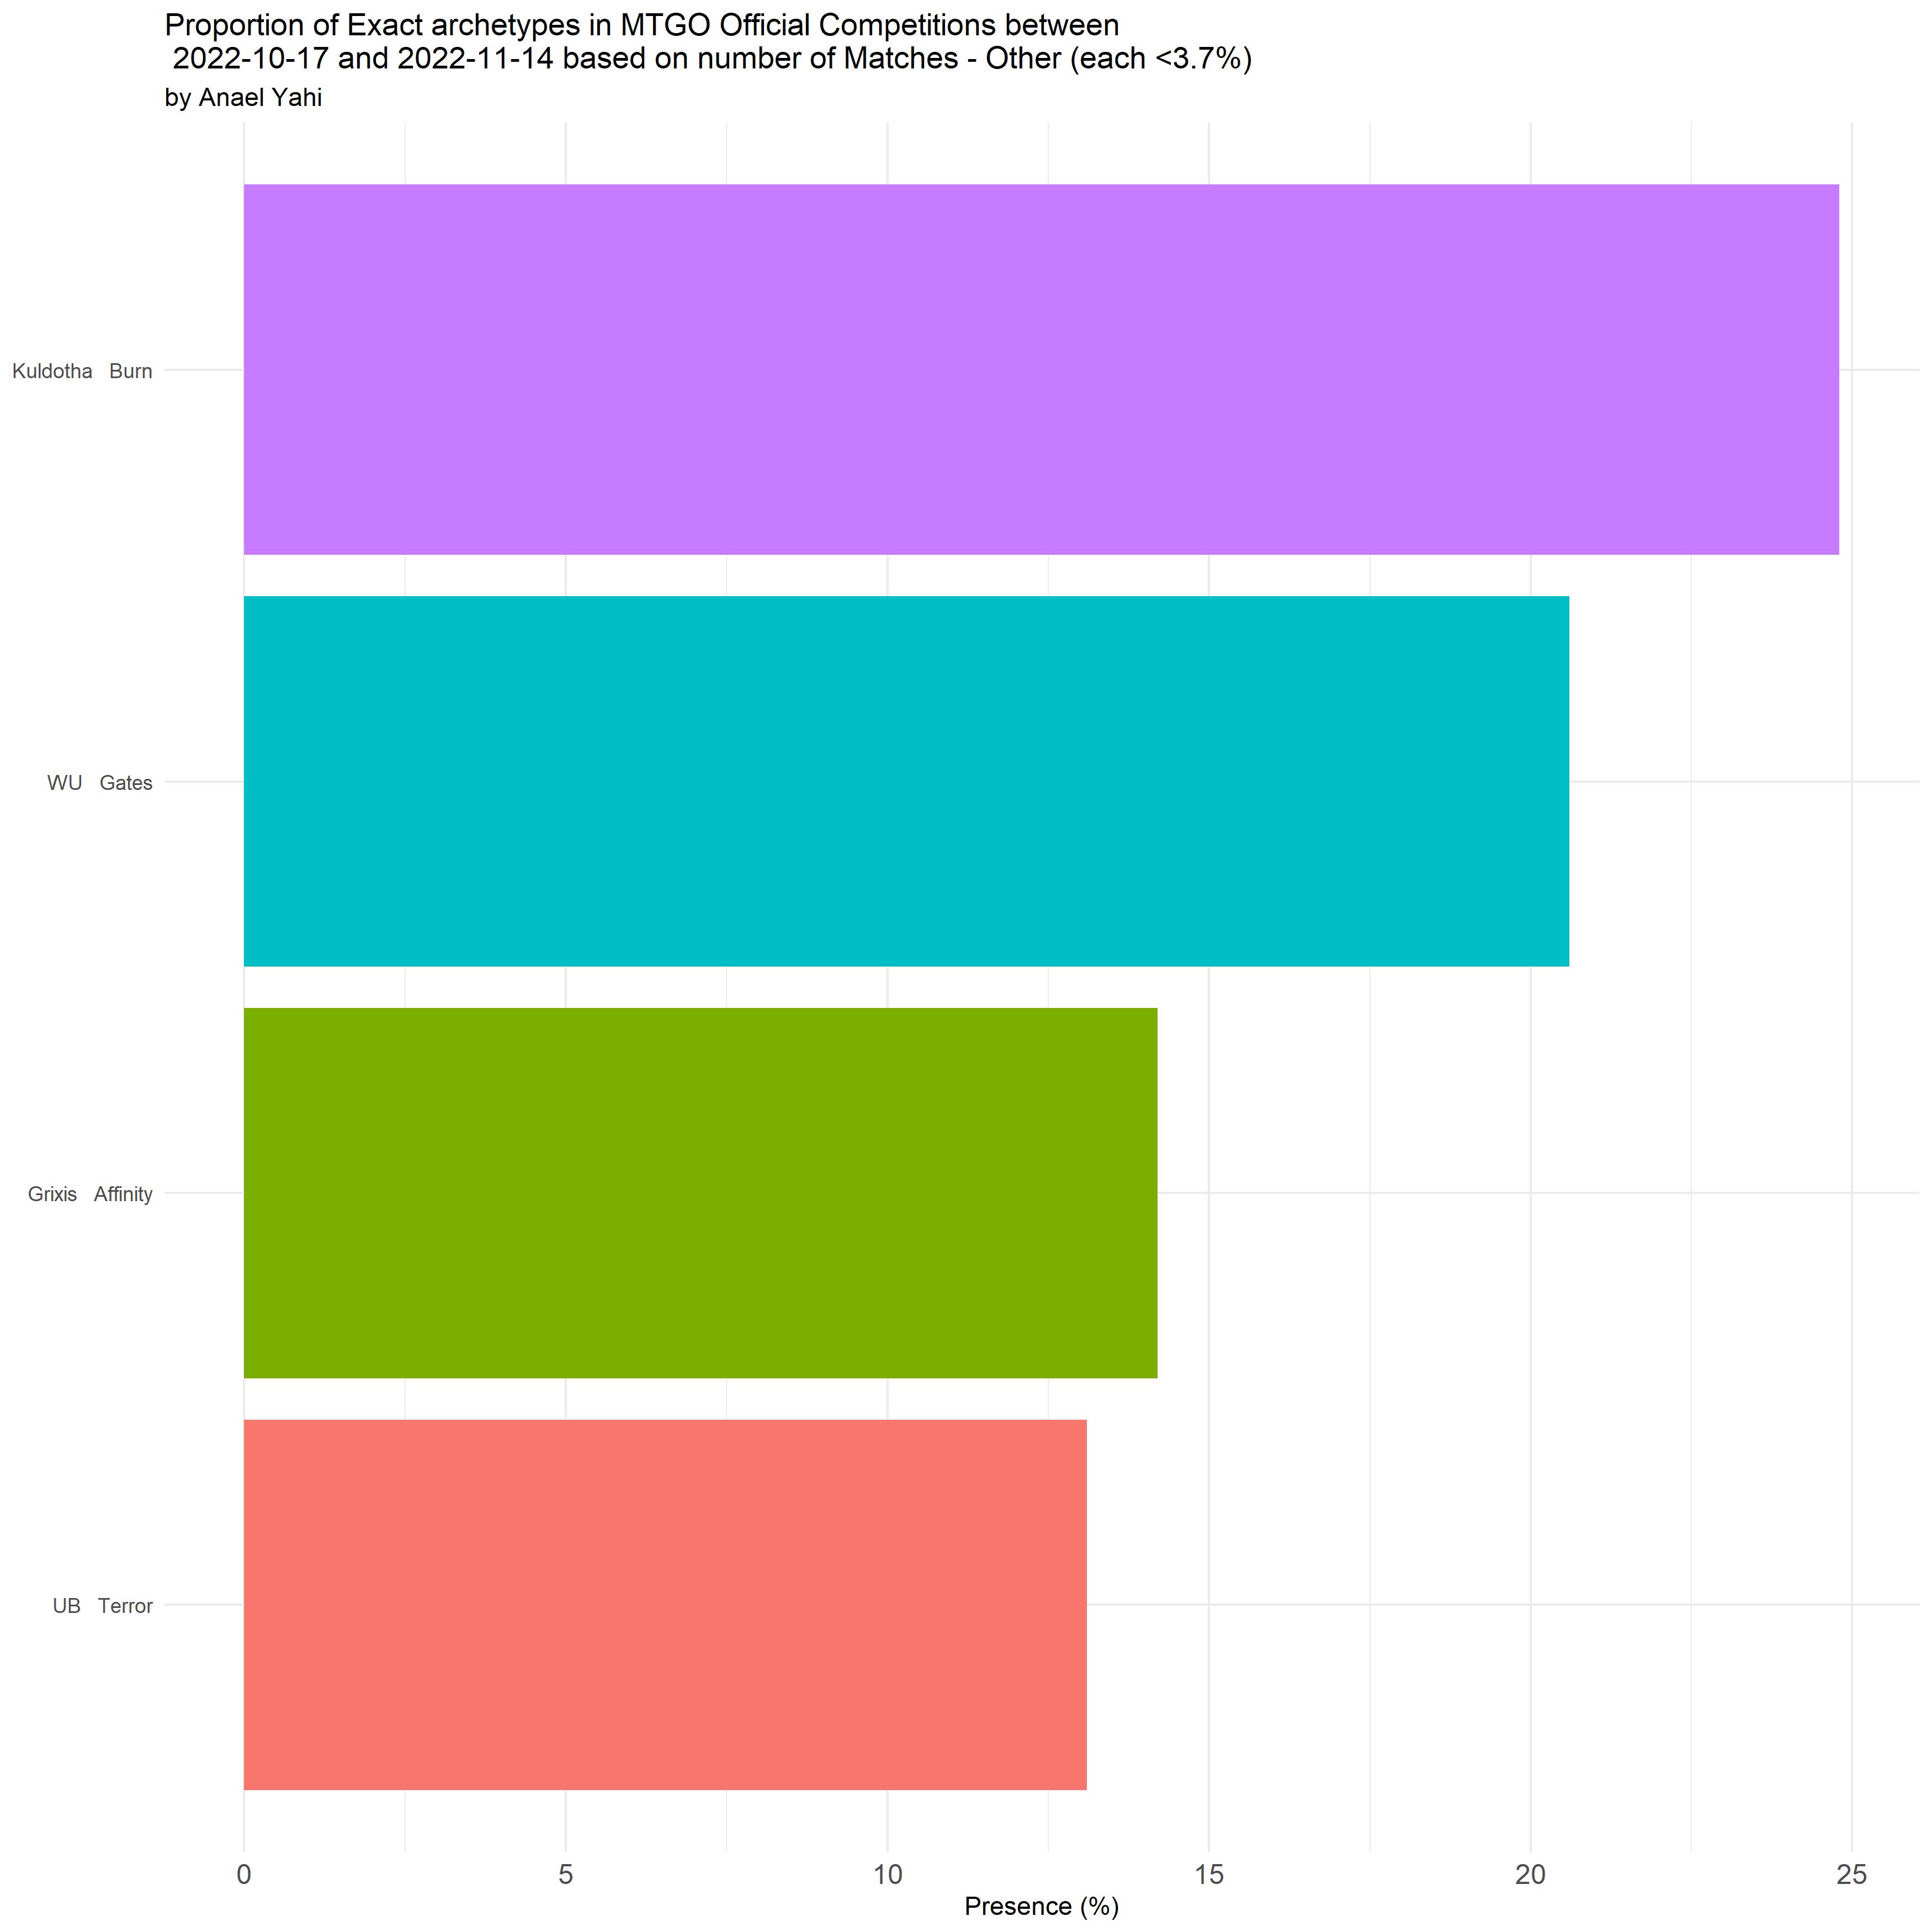 Proportion of Exact archetypes in MTGO Official Competitions between
2022-10-17 and 2022-11-14 based on number of Matches - Other (each <3.7%)
by Anael Yahi
Kuldotha Burn
WU Gates
Grixis Affinity
UB Terror
0 5 10 15 20 25
Presence (%)